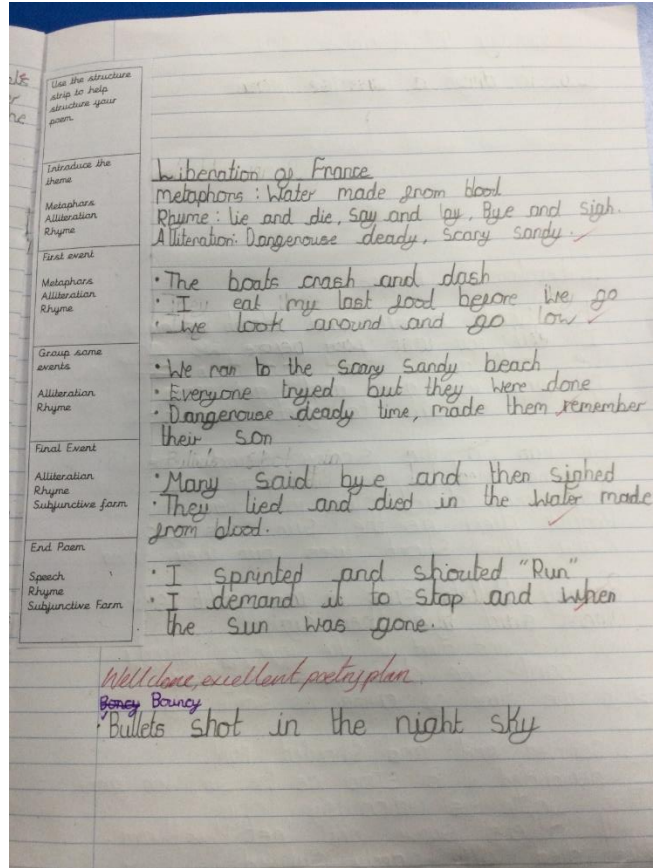 Use the structure
strip to help
structure your
poem.
Introduce the
theme
Metaphors
Alliteration
Rhyme
Liberation of France
Metaphors : Water made from blood
Rhyme : lie and die, say and lay, Bye and sigh.
Alliteration: Dangerouse deady, Scary sandy.
First event
Metaphors
Alliteration
Rhyme
· The boats crash and dash
· I eat my last food before we go
· we look around and go low
Group some
events
Alliteration
Rhyme
· We ran to the scary sandy beach
· Everyone tryed but they were done
· Dangerouse deady time, made them remember
their son
Final Event
Alliteration
Rhyme
Subjunctive form
· Many said bye and then sighed
· They lied and died in the water made
from blood.
End Poem
Speech
Rhyme
Subjunctive Form
· I sprinted and shouted "Run"
· I demand it to stop and when
the sun was gone.
Well done, excellent poetry plan.
Boncy Bouncy
· Bullets shot in the night sky